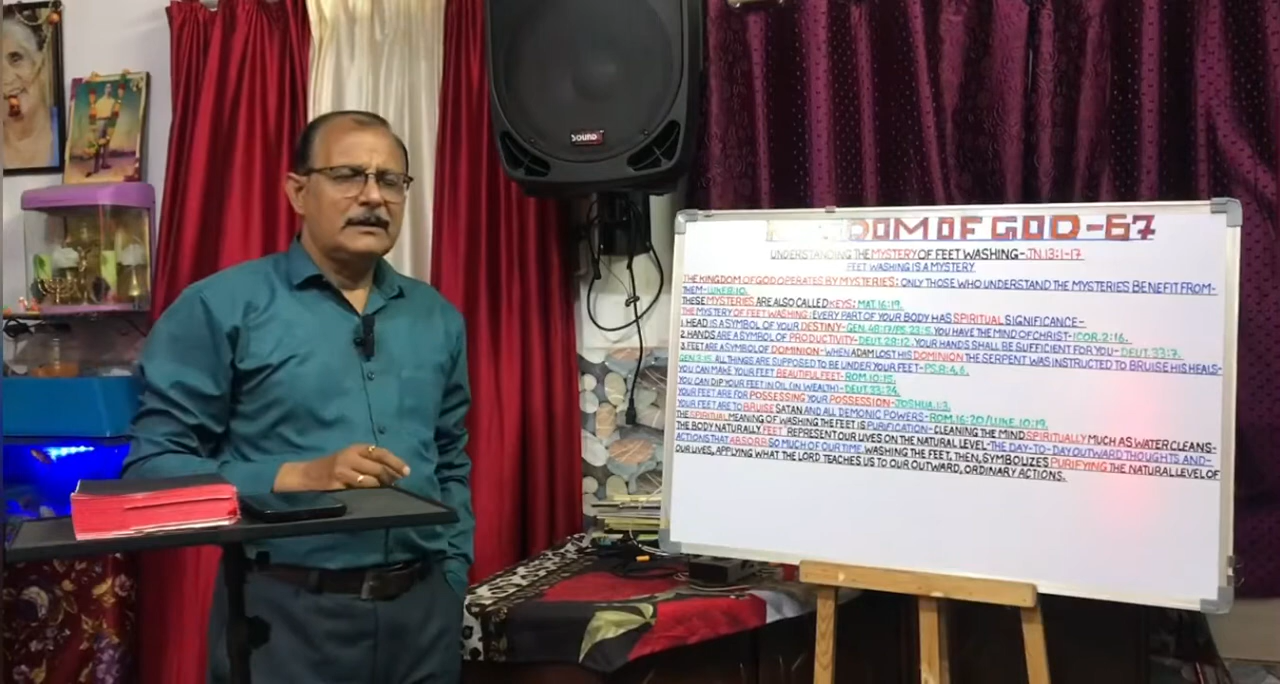 SOUND
DOM OF GOD-67
UNDERSTANDING THE MYSTERY OF FEET WASHING-JN.13:1-17
FEET WASHING IS A MYSTERY
THE KINGDOM OF GOD OPERATES BY MYSTERIES: ONLY THOSE WHO UNDERSTAND THE MYSTERIES BENEFIT FROM-
THEM-LUKE 8:10.
THESE MYSTERIES ARE ALSO CALLED KEYS: MAT.16:19.
THE MYSTERY OF FEET WASHING: EVERY PART OF YOUR BODY HAS SPIRITUAL SIGNIFICANCE-
1. HEAD IS A SYMBOL OF YOUR DESTINY-GEN.48:17/PS.23:5. YOU HAVE THE MIND OF CHRIST-1COR.2:16.
2. HANDS ARE A SYMBOL OF PRODUCTIVITY-DEUT.28:12. YOUR HANDS SHALL BE SUFFICIENT FOR YOU-DEUT.33:7.
3. FEET ARE A SYMBOL OF DOMINION-WHEN ADAM LOST HIS DOMINION THE SERPENT WAS INSTRUCTED TO BRUISE HIS HEALS-
GEN.3:15. ALL THINGS ARE SUPPOSED TO BE UNDER YOUR FEET-PS.8:4,6.
YOU CAN MAKE YOUR FEET BEAUTIFUL FEET-ROM.10:15.
YOU CAN DIP YOUR FEET IN OIL (IN WEALTH)-DEUT.33:24.
YOUR FEET ARE FOR POSSESSING YOUR POSSESSION-JOSHUA.1:3.
YOUR FEET ARE TO BRUISE SATAN AND ALL DEMONIC POWERS-ROM.16:20/LUKE.10:19.
THE SPIRITUAL MEANING OF WASHING THE FEET IS PURIFICATION-CLEANING THE MIND SPIRITUALLY MUCH AS WATER CLEANS-
THE BODY NATURALLY FEET REPRESENT OUR LIVES ON THE NATURAL LEVEL-THE DAY-TO-DAY OUTWARD THOUGHTS AND-
ACTIONS THAT ABSORB SO MUCH OF OUR TIME. WASHING THE FEET, THEN, SYMBOLIZES PURIFYING THE NATURAL LEVEL OF
OUR LIVES, APPLYING WHAT THE LORD TEACHES US TO OUR OUTWARD, ORDINARY ACTIONS.